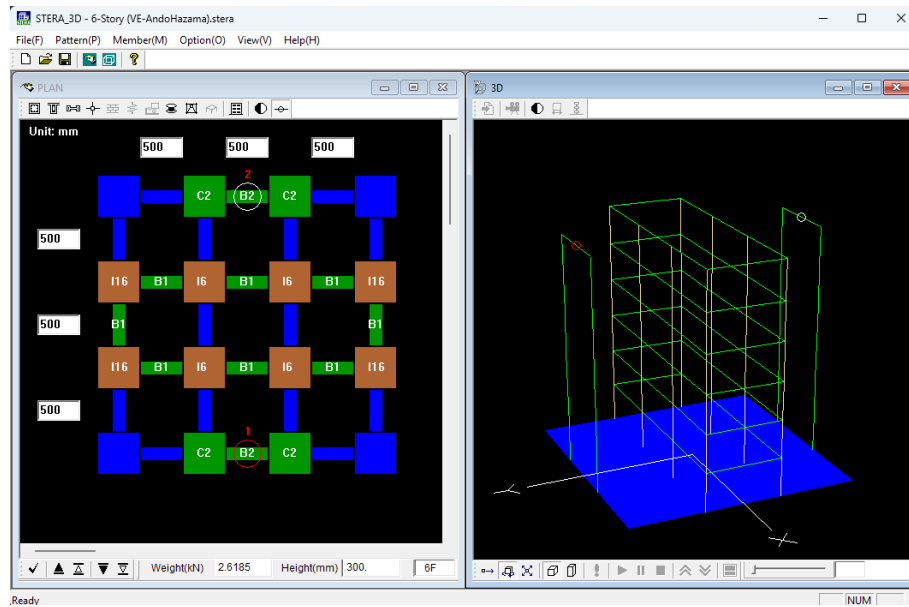 STERA_3D - 6-Story (VE-AndoHazama).stera
File(F) Pattern(P) Member(M) Option(O) View(V) Help(H)
PLAN
Unit: mm
500 500 500
2
C2 B2 C2
500
I16 B1 I6 B1 I6 B1 I16
500 B1 B1
I16 B1 I6 B1 I6 B1 I16
500
1
C2 B2 C2
Weight(kN) 2.6185 Height(mm) 300. 6F
3D
Y
X
Ready
NUM